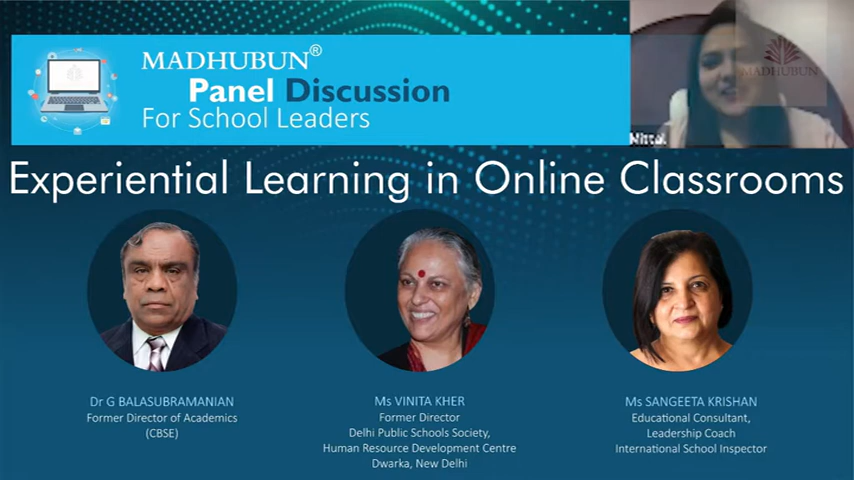 MADHUBUN®
Panel Discussion
For School Leaders
MADHUBUN
Experiential Learning in Online Classrooms
Dr G BALASUBRAMANIAN
Former Director of Academics
(CBSE)
Ms VINITA KHER
Former Director
Delhi Public Schools Society,
Human Resource Development Centre
Dwarka, New Delhi
Ms SANGEETA KRISHAN
Educational Consultant,
Leadership Coach
International School Inspector